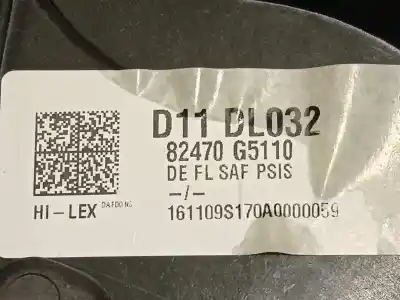 D11 DL032
82470 G5110
DE FL SAF PSIS
-/-
HI-LEX
161109S170A0000059